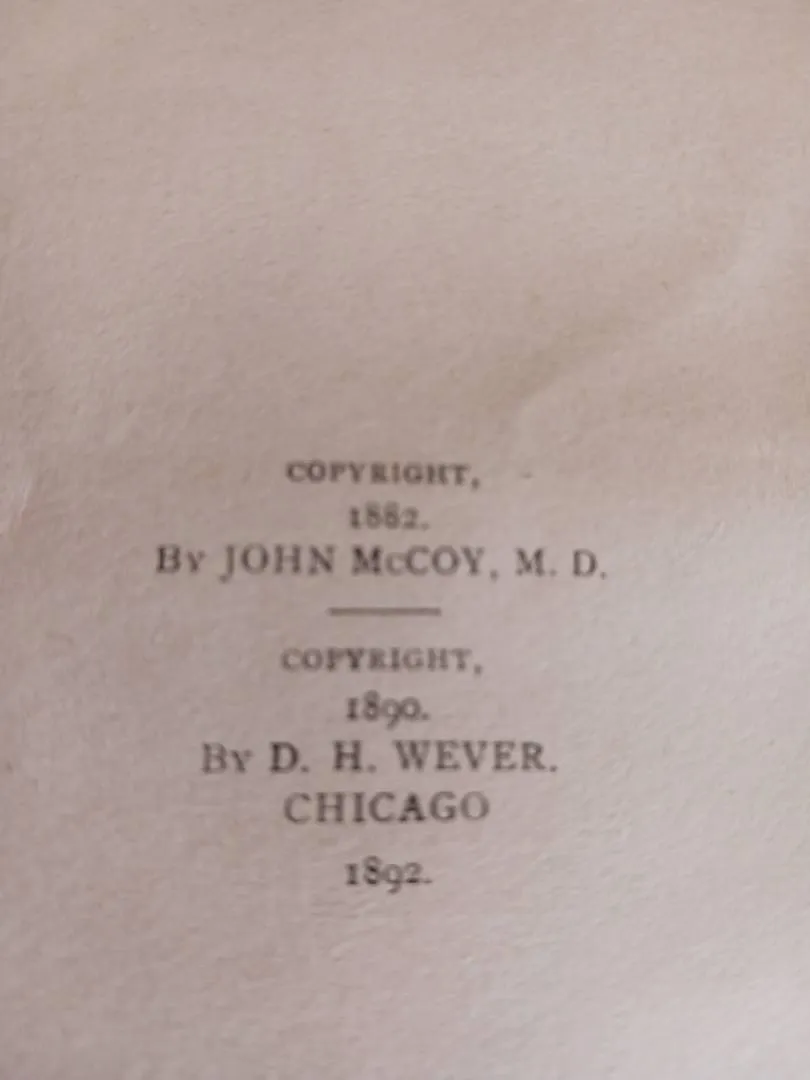 COPYRIGHT,
1882.
By JOHN McCOY, M. D.
COPYRIGHT,
1890.
By D. H. WEVER.
CHICAGO
1892.